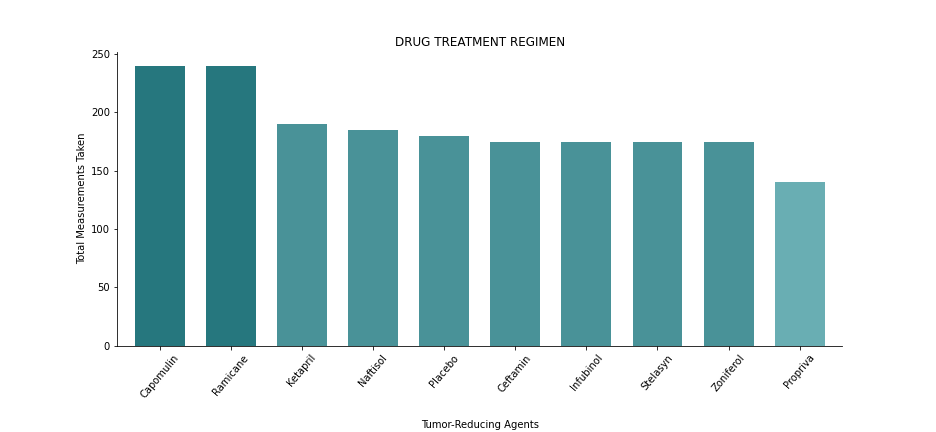 DRUG TREATMENT REGIMEN
250
200
150
100
50
0
Total Measurements Taken
Capomulin
Ramicane
Ketapril
Naftisol
Placebo
Ceftamin
Infubinol
Stelasyn
Zoniferol
Propriva
Tumor-Reducing Agents